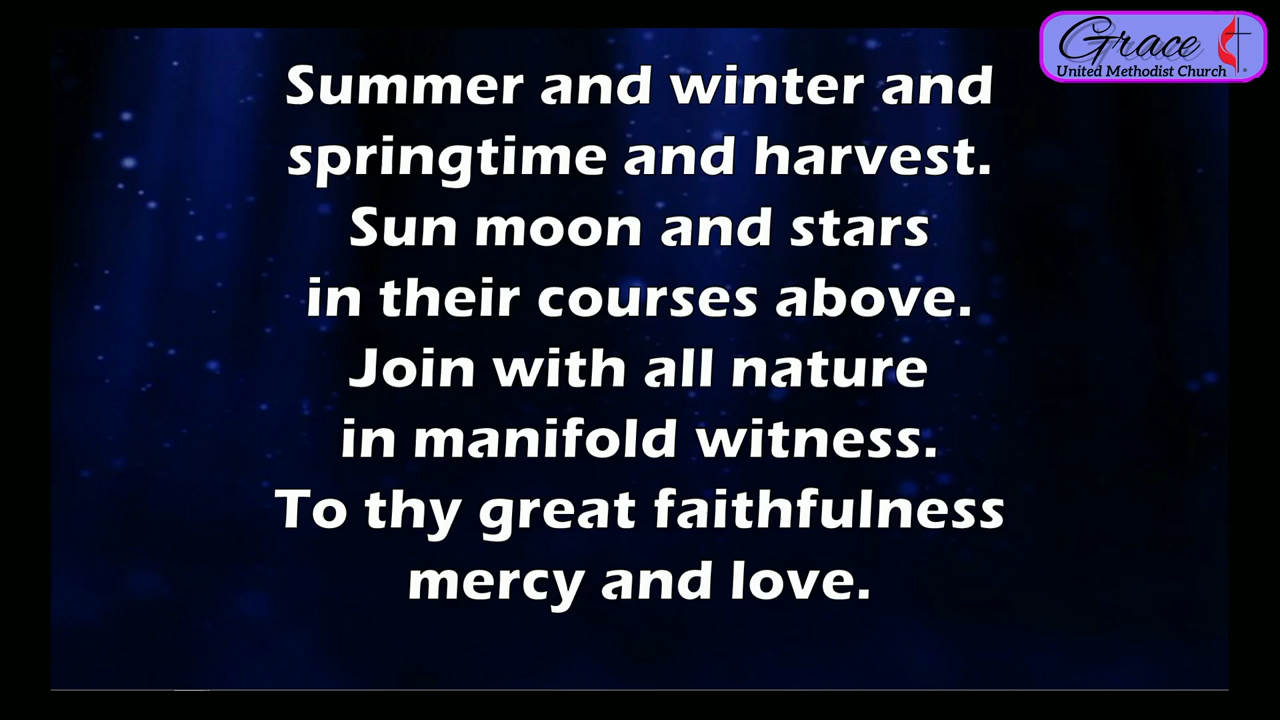 Grace
United Methodist Church
Summer and winter and
springtime and harvest.
Sun moon and stars
in their courses above.
Join with all nature
in manifold witness.
To thy great faithfulness
mercy and love.